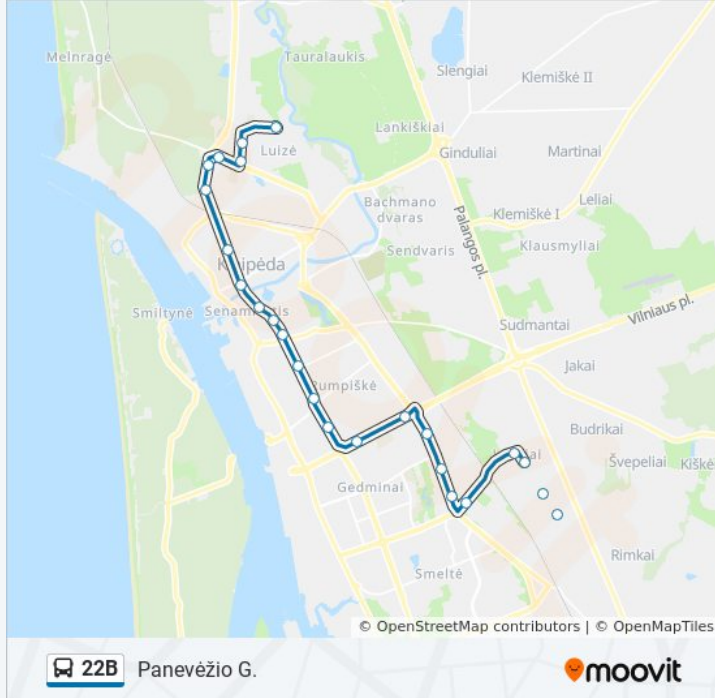 Melnragė
Tauralaukis
Slengiai
Klemiškė II
Lankiškiai
Luizė
Ginduliai
Martinai
Bachmano
dvaras
Leliai
Klemiškė I
Palangos pl.
Klausmyliai
Sendvaris
Klaipėda
Smiltynė
Senamiestis
Vilniaus pl.
Sudmantai
Jakai
Rumpiškė
Budrikai
Švepeliai
Kiškė
Gedminai
Rimkai
Smeltė
© OpenStreetMap contributors | © OpenMapTiles
22B
Panevėžio G.
moovit